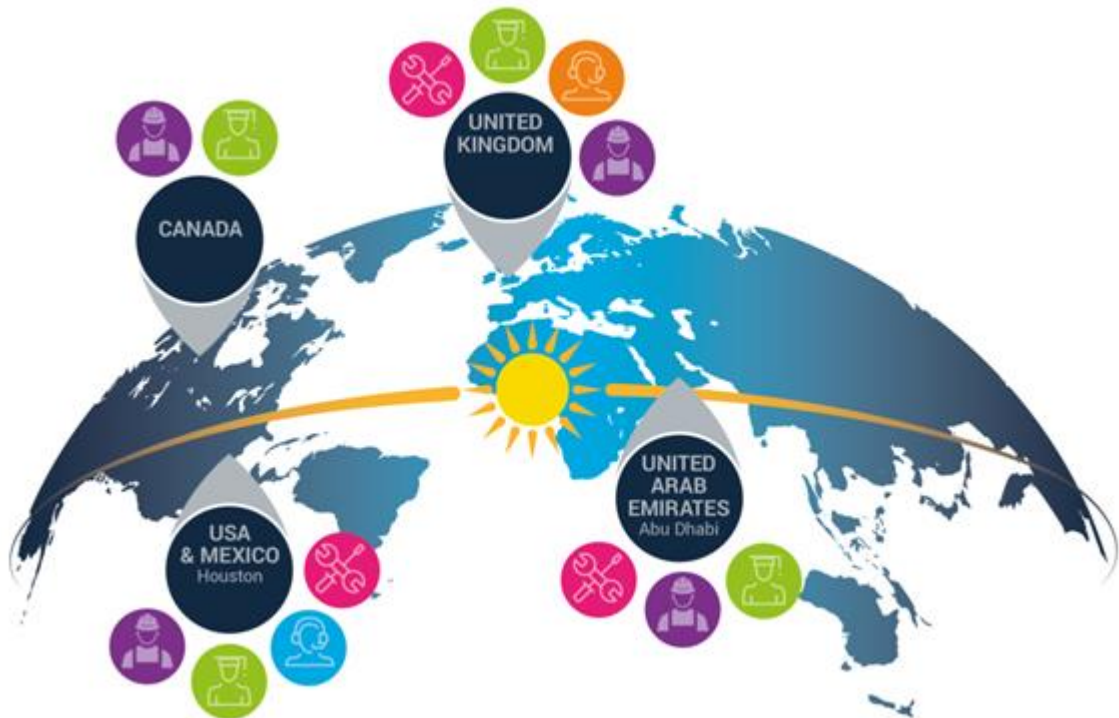 UNITED
KINGDOM
CANADA
UNITED
ARAB
EMIRATES
Abu Dhabi
USA
& MEXICO
Houston